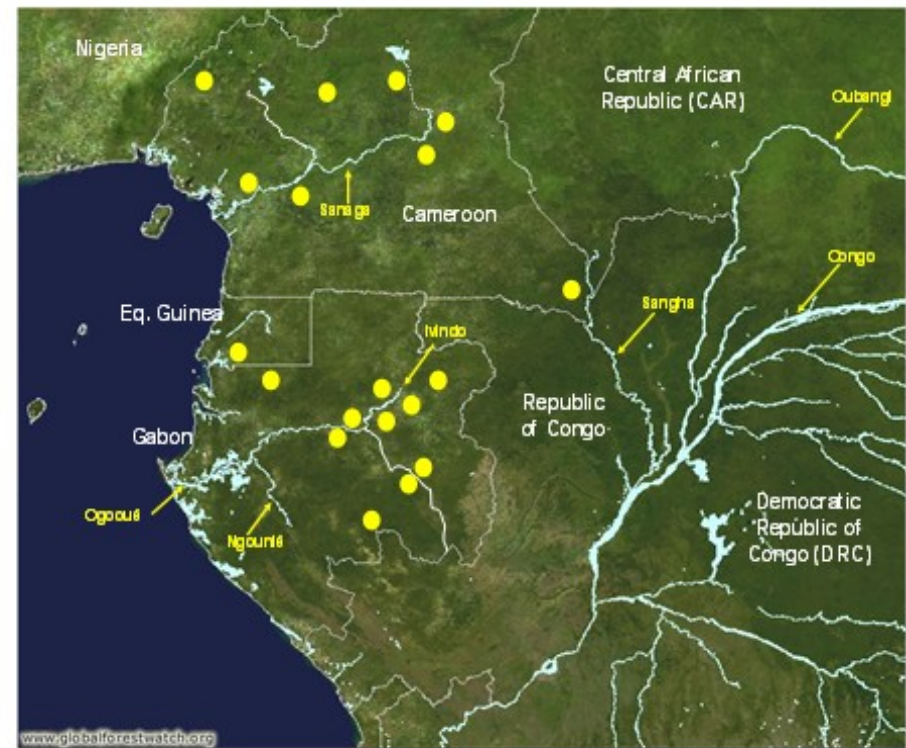 Nigeria
Central African
Republic (CAR)
Oubangi
Sanaga
Cameroon
Congo
Eq. Guinea
Ivindo
Sangha
Republic
of Congo
Gabon
Ogooué
Ngounié
Democratic
Republic of
Congo (DRC)
www.globalforestwatch.org